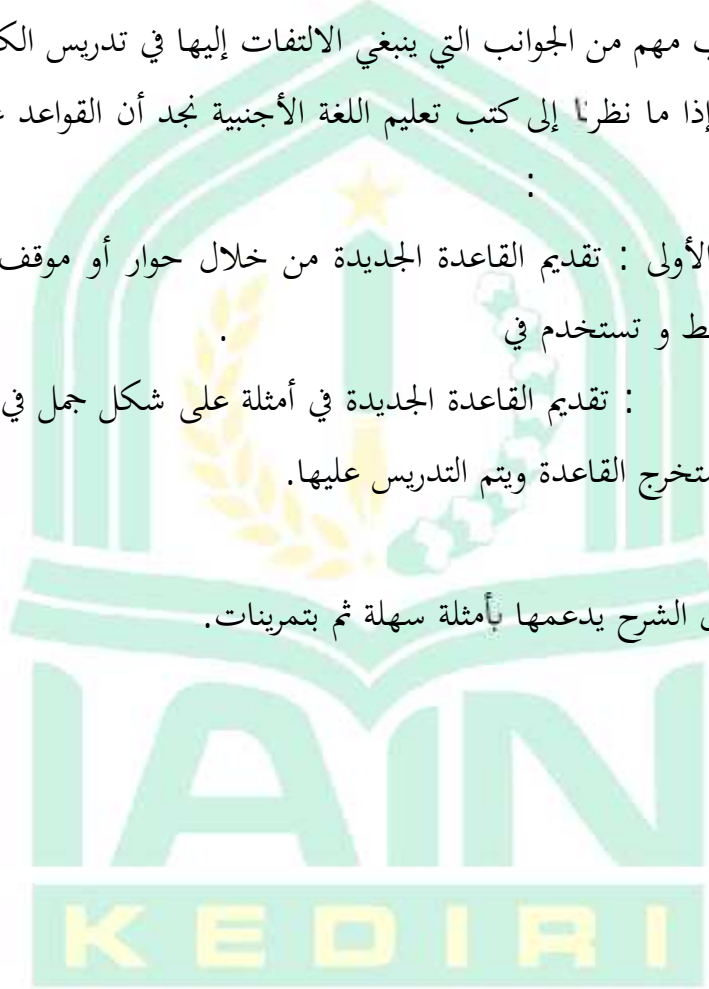 ب مهم من الجوانب التي ينبغي الالتفات إليها في تدريس الك
إذا ما نظرنا إلى كتب تعليم اللغة الأجنبية نجد أن القواعد ع
:
الأولى : تقديم القاعدة الجديدة من خلال حوار أو موقف
ط و تستخدم في .
: تقديم القاعدة الجديدة في أمثلة على شكل جمل في
ستخرج القاعدة ويتم التدريس عليها.
ى الشرح يدعمها بأمثلة سهلة ثم بتمرينات.
IAIN
KEDIRI